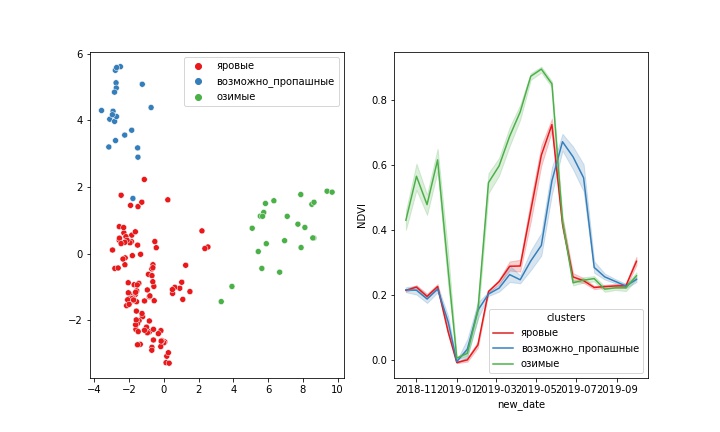 яровые
возможно_пропашные
озимые
6
4
2
0
−2
−4 −2 0 2 4 6 8 10
NDVI
0.8
0.6
0.4
0.2
0.0
clusters
яровые
возможно_пропашные
озимые
2018-11 2019-01 2019-03 2019-05 2019-07 2019-09
new_date